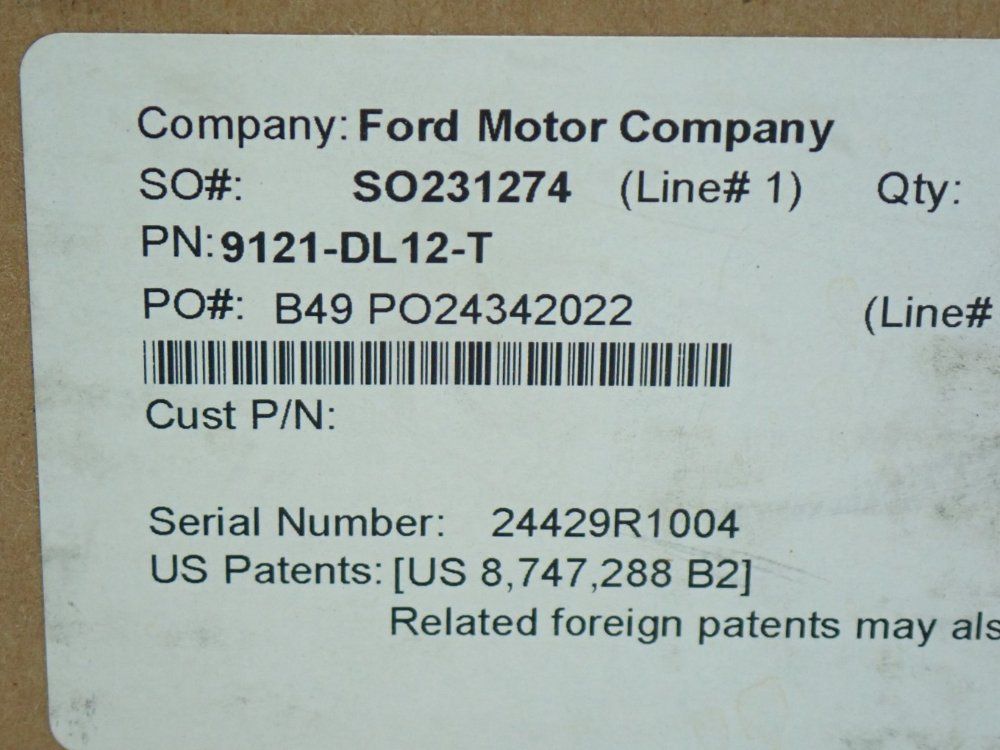 Company: Ford Motor Company
SO#: SO231274 (Line# 1) Qty:
PN: 9121-DL12-T
PO#: B49 PO24342022 (Line#
Cust P/N:
Serial Number: 24429R1004
US Patents: [US 8,747,288 B2]
Related foreign patents may als